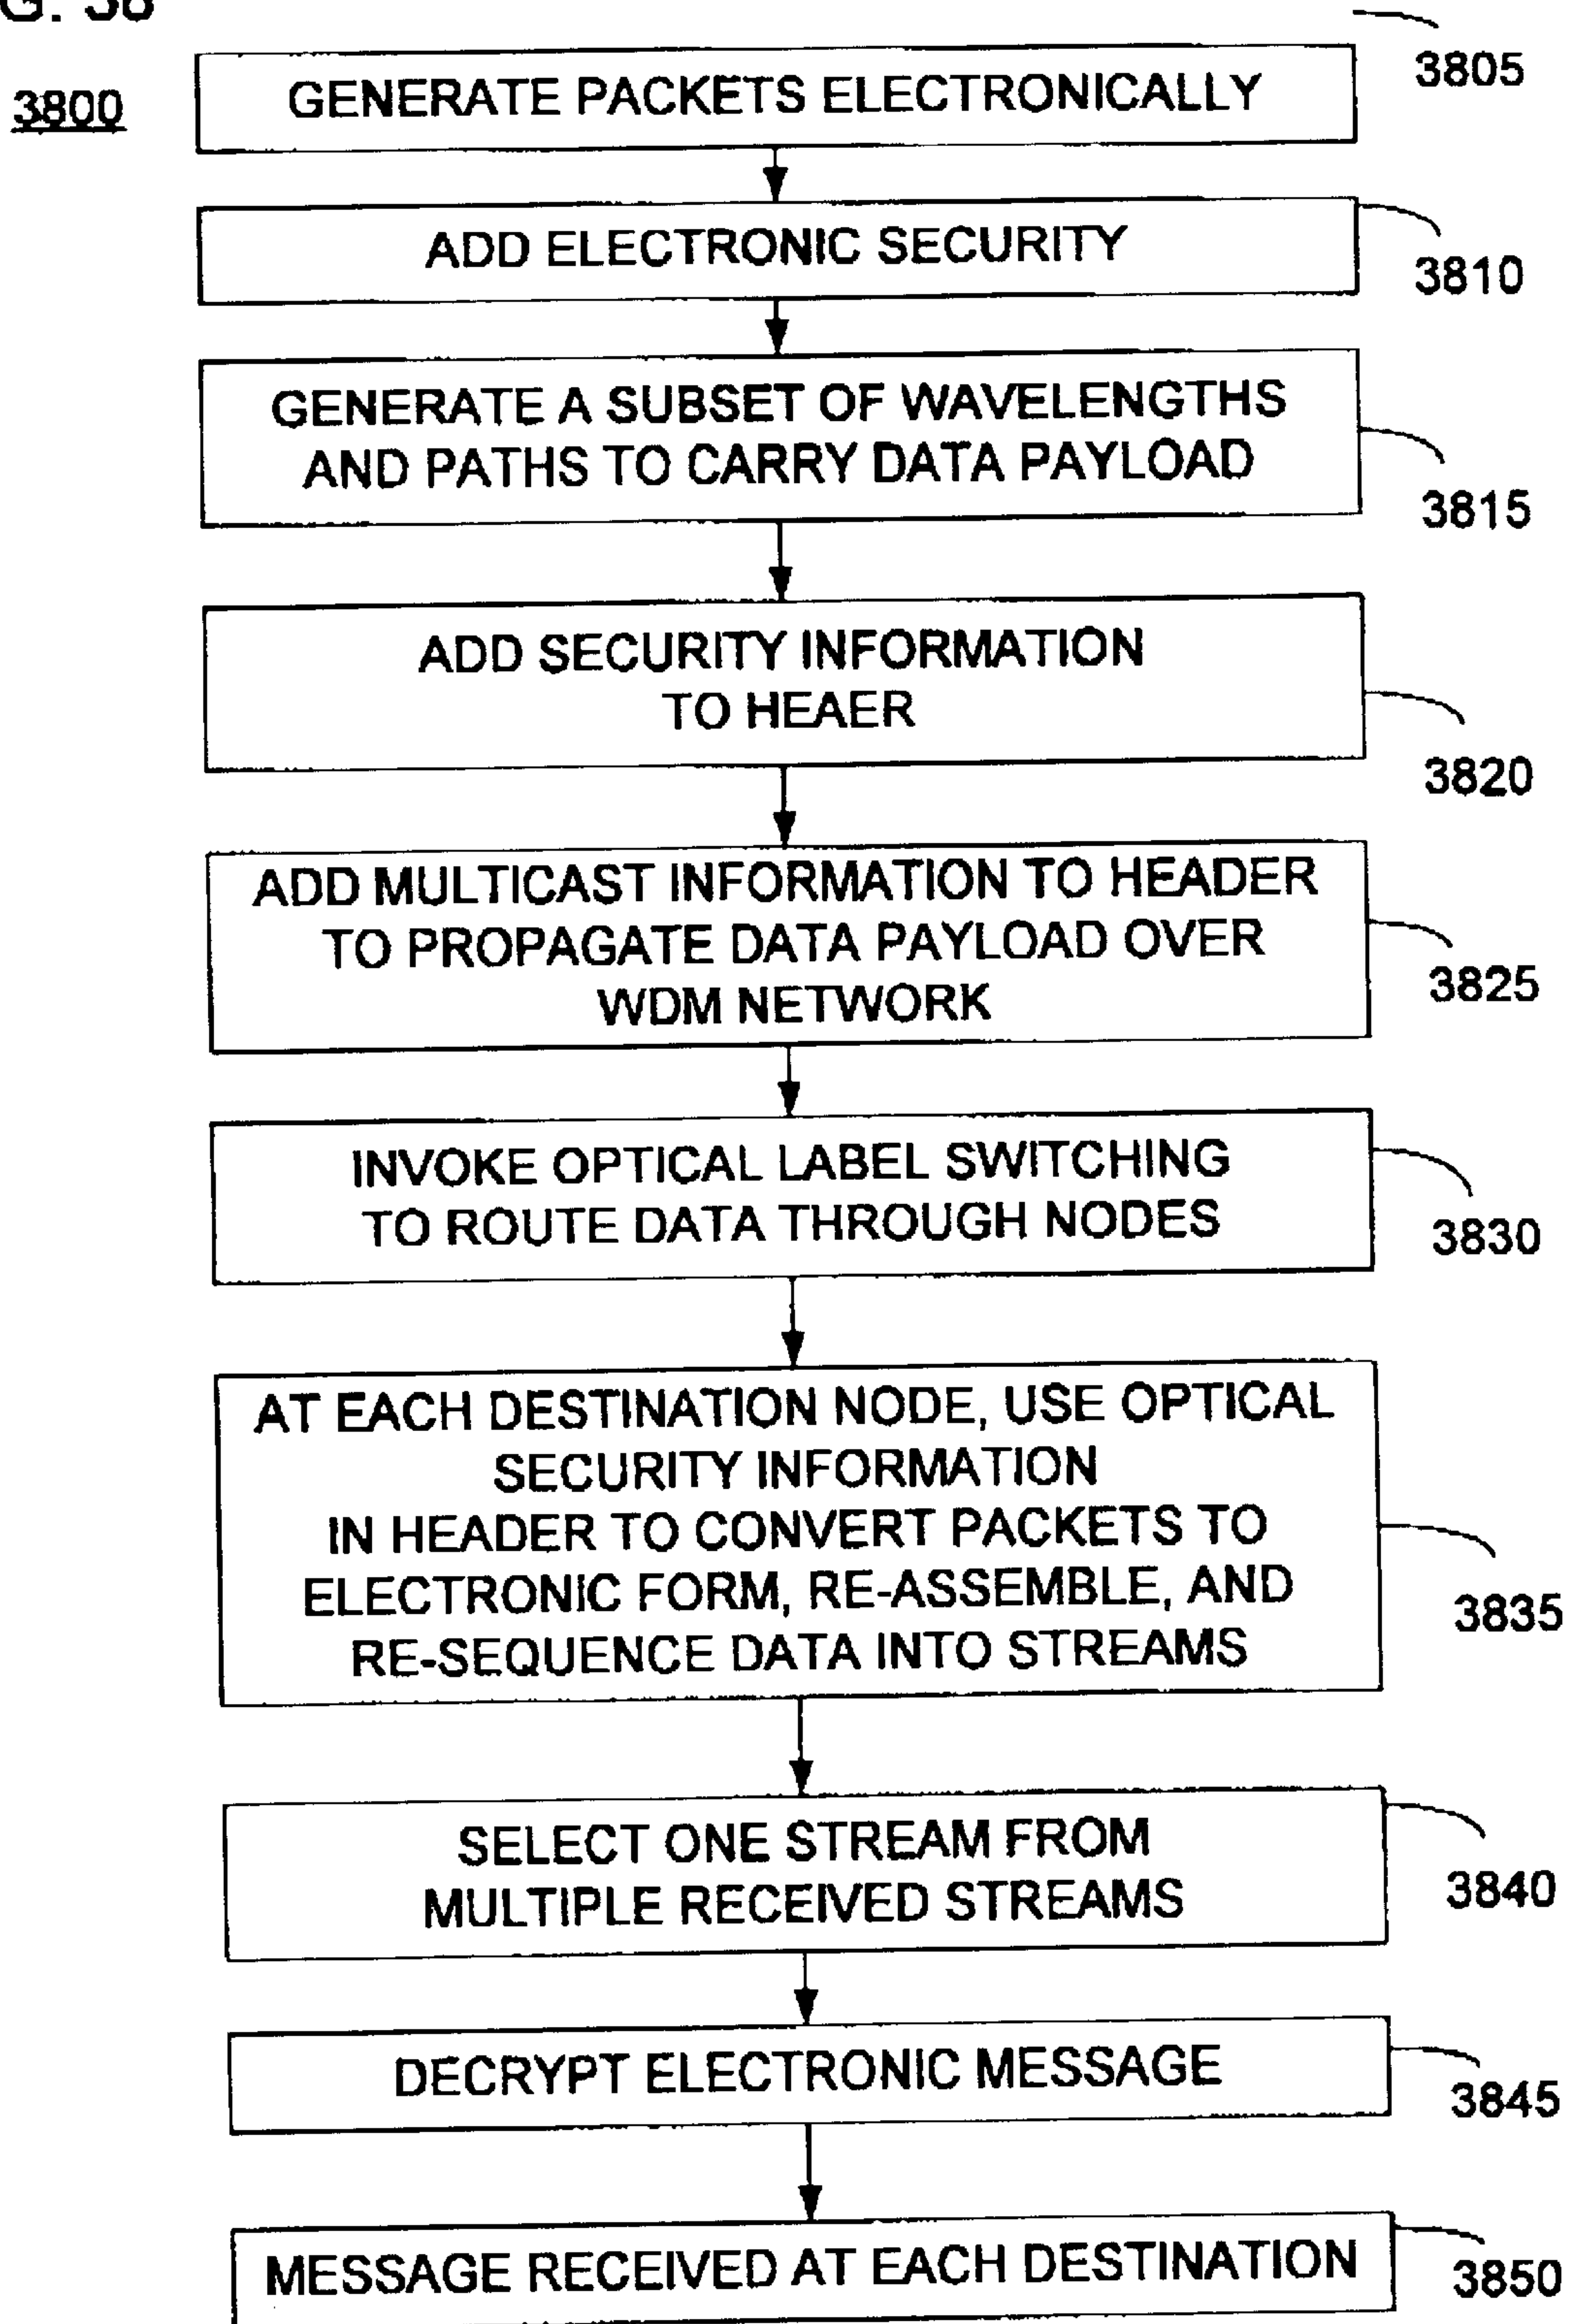 G. 38
3800
GENERATE PACKETS ELECTRONICALLY
3805
ADD ELECTRONIC SECURITY
3810
GENERATE A SUBSET OF WAVELENGTHS
AND PATHS TO CARRY DATA PAYLOAD
3815
ADD SECURITY INFORMATION
TO HEAER
3820
ADD MULTICAST INFORMATION TO HEADER
TO PROPAGATE DATA PAYLOAD OVER
WDM NETWORK
3825
INVOKE OPTICAL LABEL SWITCHING
TO ROUTE DATA THROUGH NODES
3830
AT EACH DESTINATION NODE, USE OPTICAL
SECURITY INFORMATION
IN HEADER TO CONVERT PACKETS TO
ELECTRONIC FORM, RE-ASSEMBLE, AND
RE-SEQUENCE DATA INTO STREAMS
3835
SELECT ONE STREAM FROM
MULTIPLE RECEIVED STREAMS
3840
DECRYPT ELECTRONIC MESSAGE
3845
MESSAGE RECEIVED AT EACH DESTINATION
3850